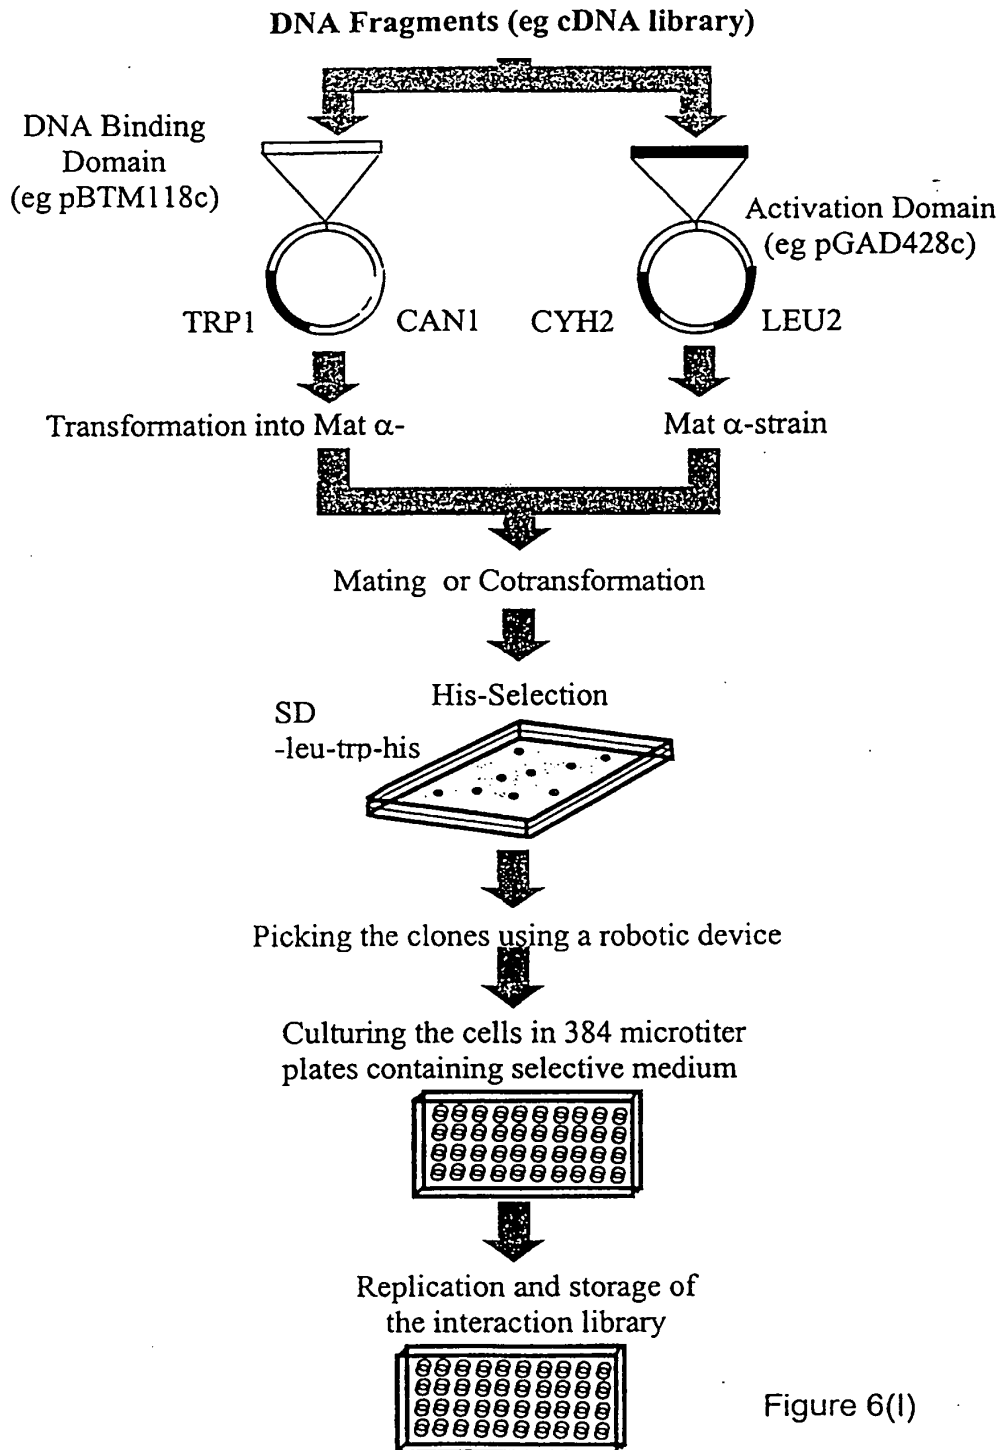 DNA Fragments (eg cDNA library)
DNA Binding
Domain
(eg pBTM118c)
Activation Domain
(eg pGAD428c)
TRP1
CAN1
CYH2
LEU2
Transformation into Mat α-
Mat α-strain
Mating or Cotransformation
His-Selection
SD
-leu-trp-his
Picking the clones using a robotic device
Culturing the cells in 384 microtiter
plates containing selective medium
Replication and storage of
the interaction library
Figure 6(I)